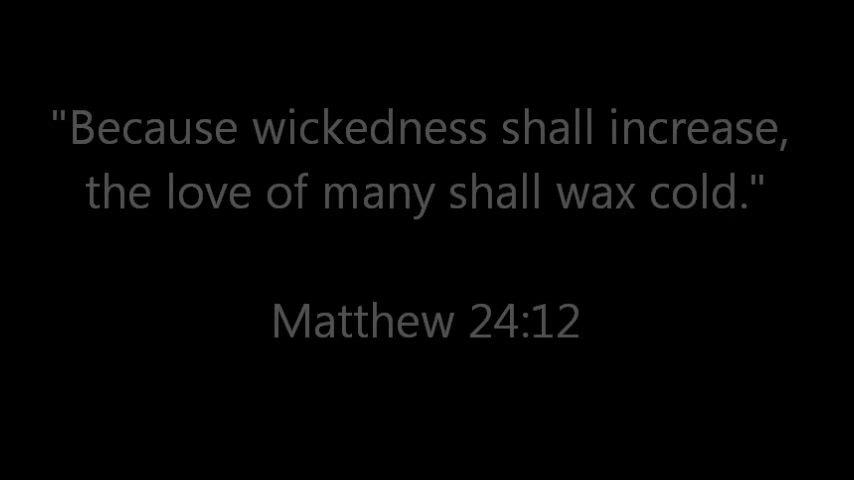 "Because wickedness shall increase,
the love of many shall wax cold."
Matthew 24:12